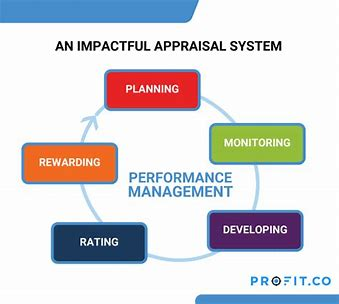 AN IMPACTFUL APPRAISAL SYSTEM
PLANNING
MONITORING
REWARDING
PERFORMANCE
MANAGEMENT
DEVELOPING
RATING
PROFIT.CO